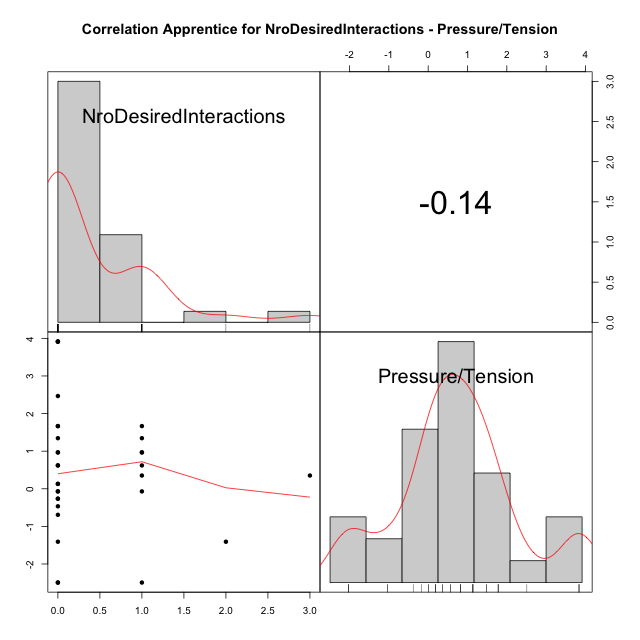 Correlation Apprentice for NroDesiredInteractions - Pressure/Tension
-2 -1 0 1 2 3 4
NroDesiredInteractions
-0.14
0.0 0.5 1.0 1.5 2.0 2.5 3.0
Pressure/Tension
4 3 2 1 0 -1 -2
0.0 0.5 1.0 1.5 2.0 2.5 3.0